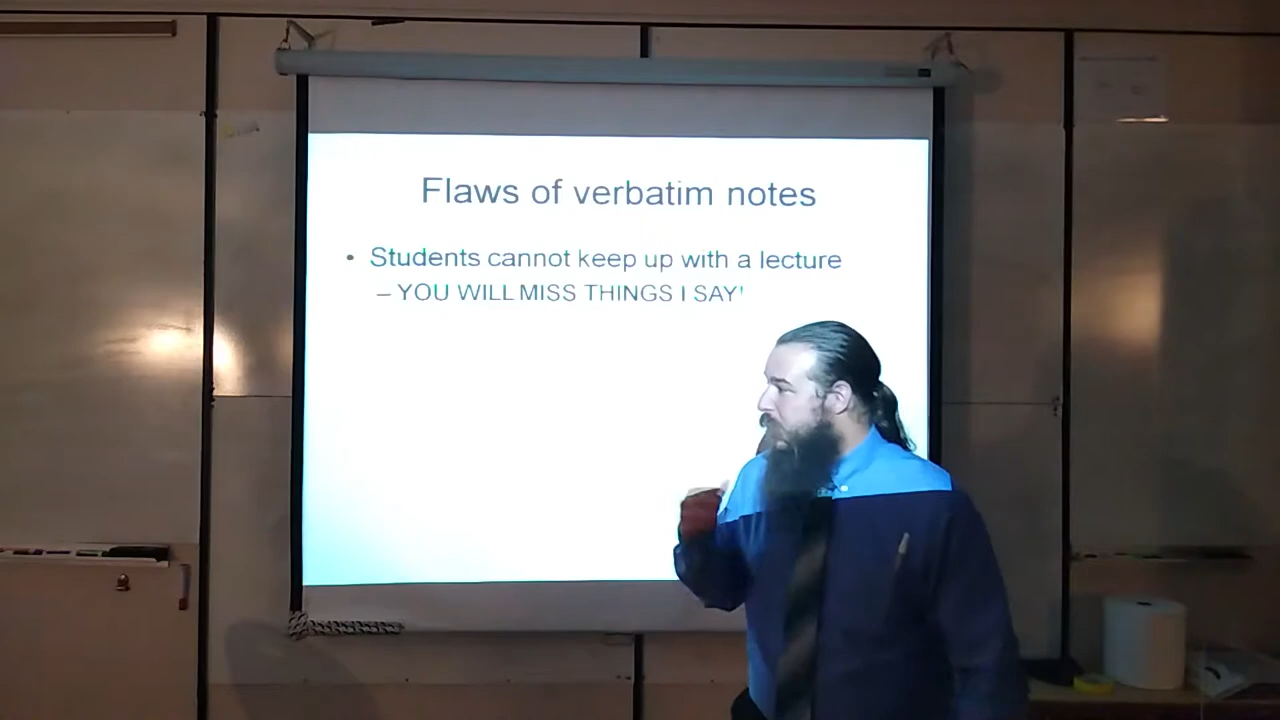 Flaws of verbatim notes
• Students cannot keep up with a lecture
– YOU WILL MISS THINGS I SAY!